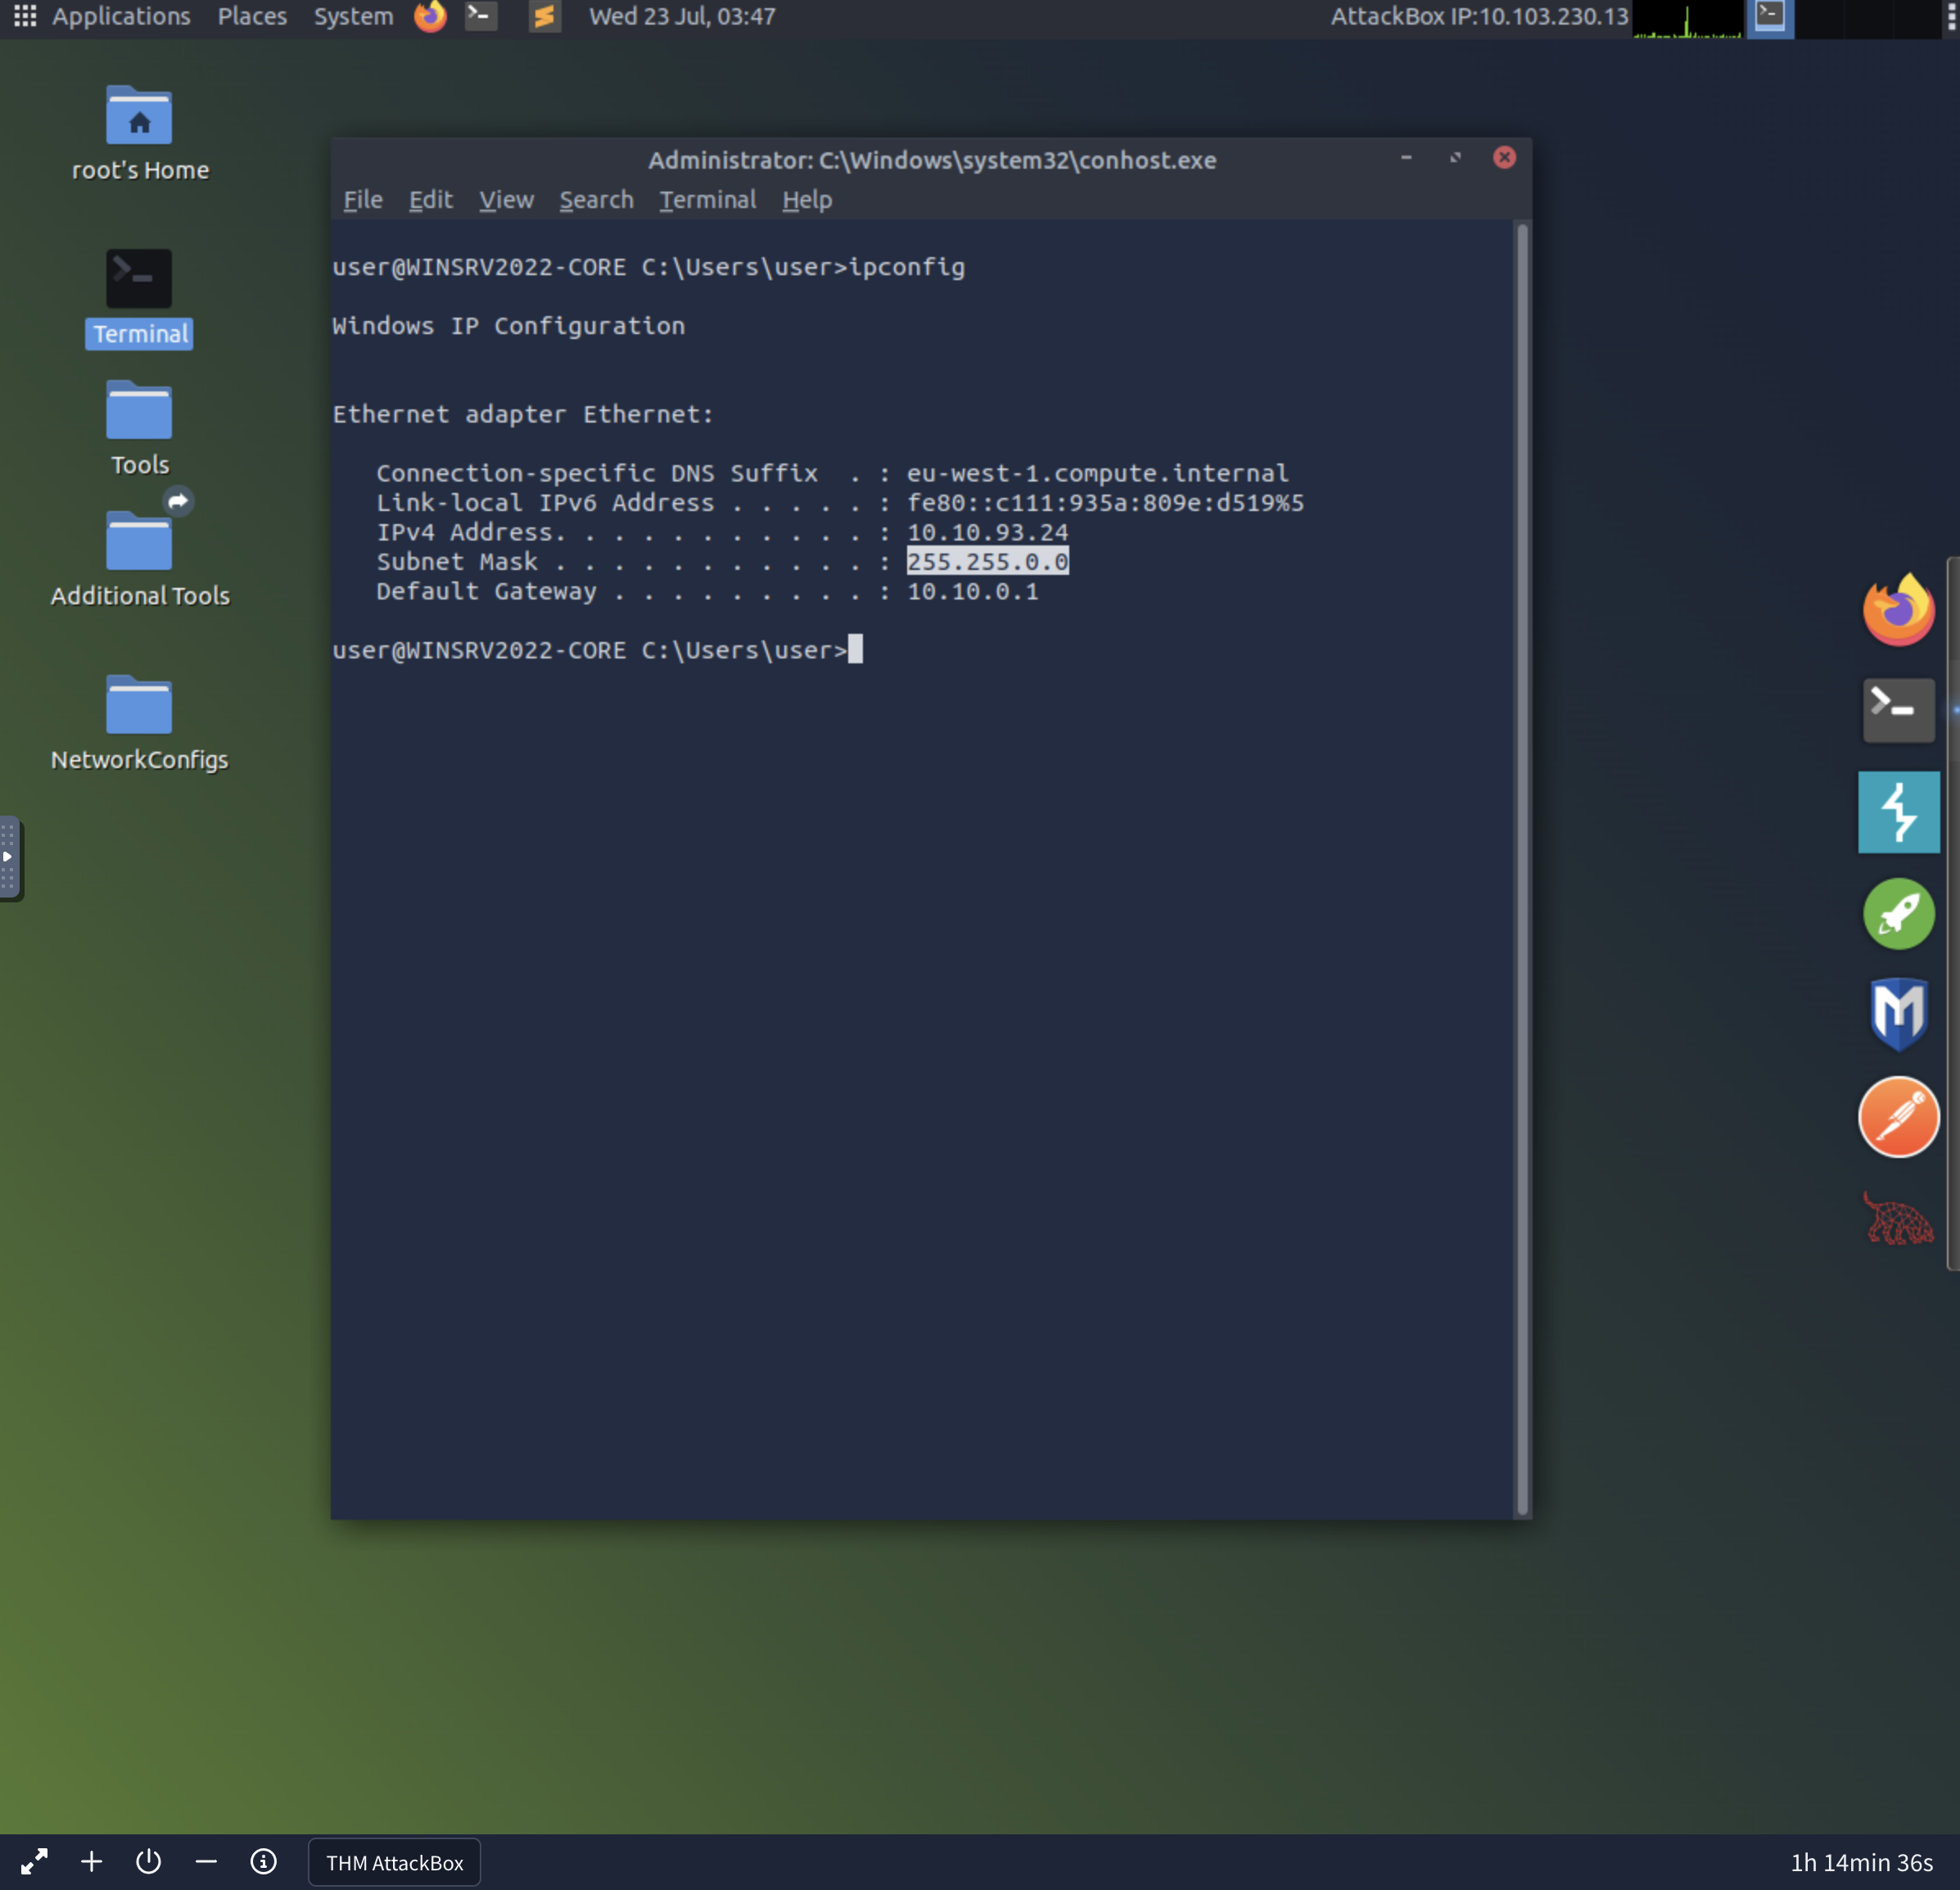 Applications Places System Wed 23 Jul, 03:47 AttackBox IP:10.103.230.13
root's Home
Terminal
Tools
Additional Tools
NetworkConfigs
Administrator: C:\Windows\system32\conhost.exe
File Edit View Search Terminal Help
user@WINSRV2022-CORE C:\Users\user>ipconfig
Windows IP Configuration
Ethernet adapter Ethernet:
   Connection-specific DNS Suffix  . : eu-west-1.compute.internal
   Link-local IPv6 Address . . . . . : fe80::c111:935a:809e:d519%5
   IPv4 Address. . . . . . . . . . . : 10.10.93.24
   Subnet Mask . . . . . . . . . . . : 255.255.0.0
   Default Gateway . . . . . . . . . : 10.10.0.1
user@WINSRV2022-CORE C:\Users\user>
THM AttackBox 1h 14min 36s